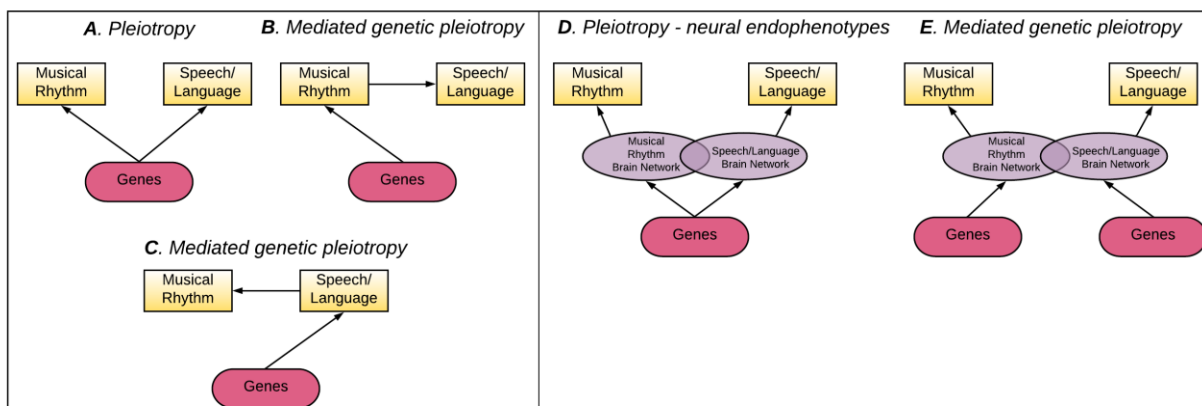 A. Pleiotropy
Musical
Rhythm
Speech/
Language
Genes
B. Mediated genetic pleiotropy
Musical
Rhythm
Speech/
Language
Genes
C. Mediated genetic pleiotropy
Musical
Rhythm
Speech/
Language
Genes
D. Pleiotropy - neural endophenotypes
Musical
Rhythm
Speech/
Language
Musical
Rhythm
Brain Network
Speech/Language
Brain Network
Genes
E. Mediated genetic pleiotropy
Musical
Rhythm
Speech/
Language
Musical
Rhythm
Brain Network
Speech/Language
Brain Network
Genes
Genes